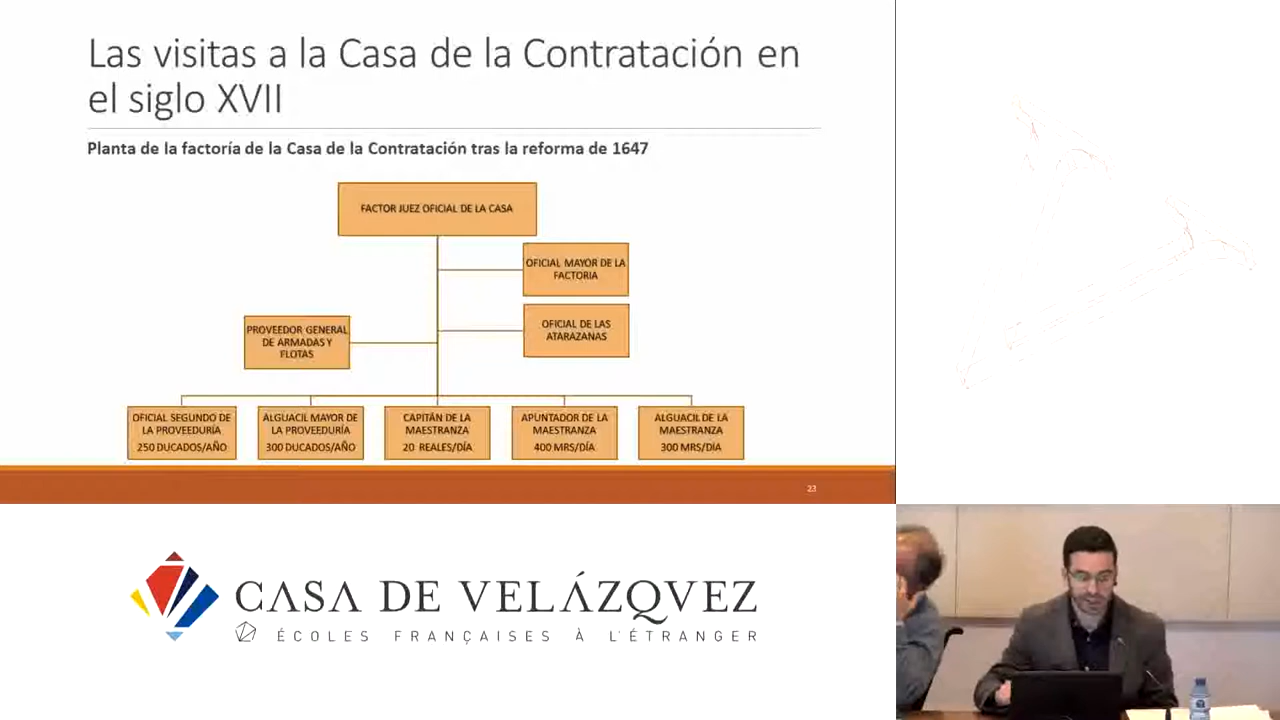 Las visitas a la Casa de la Contratación en
el siglo XVII
Planta de la factoría de la Casa de la Contratación tras la reforma de 1647
FACTOR JUEZ OFICIAL DE LA CASA
OFICIAL MAYOR DE LA
FACTORIA
OFICIAL DE LAS
ATARAZANAS
PROVEEDOR GENERAL
DE ARMADAS Y
FLOTAS
OFICIAL SEGUNDO DE
LA PROVEEDURÍA
250 DUCADOS/AÑO
ALGUACIL MAYOR DE
LA PROVEEDURÍA
300 DUCADOS/AÑO
CAPITÁN DE LA
MAESTRANZA
20 REALES/DÍA
APUNTADOR DE LA
MAESTRANZA
400 MRS/DÍA
ALGUACIL DE LA
MAESTRANZA
300 MRS/DÍA
23
CASA DE VELÁZQVEZ
ÉCOLES FRANÇAISES À L'ÉTRANGER